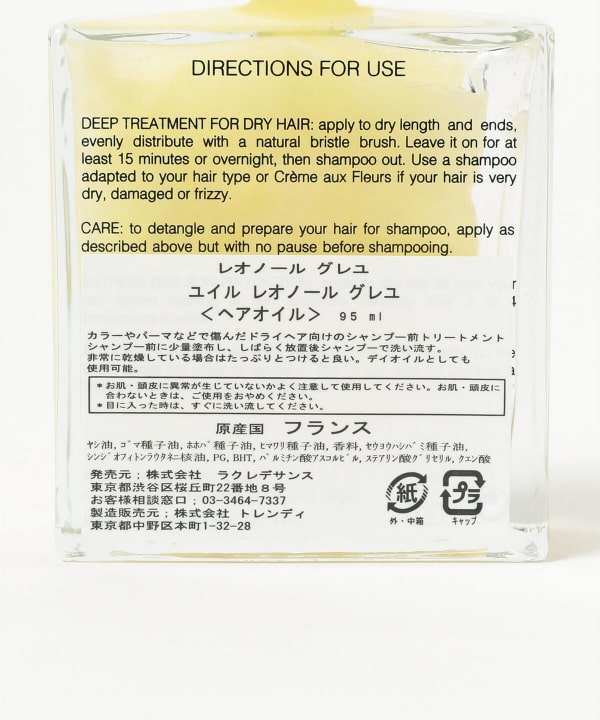 DIRECTIONS FOR USE
DEEP TREATMENT FOR DRY HAIR: apply to dry length and ends,
evenly distribute with a natural bristle brush. Leave it on for
at least 15 minutes or overnight, then shampoo out. Use a shampoo
adapted to your hair type or Crème aux Fleurs if your hair is very
dry, damaged or frizzy.
CARE: to detangle and prepare your hair for shampoo, apply as
described above but with no pause before shampooing.
レオノール グレユ
ユイル レオノール グレユ
＜ヘアオイル＞ 95 ml
カラーやパーマなどで傷んだドライヘア向けのシャンプー前トリートメント
シャンプー前に少量塗布し、しばらく放置後シャンプーで洗い流す。
非常に乾燥している場合はたっぷりとつけると良い。デイオイルとしても
使用可能。
＊お肌・頭皮に異常が生じていないかよく注意して使用してください。お肌・頭皮に
合わないときは、ご使用をおやめください。
＊目に入った時は、すぐに洗い流してください。
原産国 フランス
ヤシ油, ゴマ種子油, ホホバ種子油, ヒマワリ種子油, 香料, セイヨウハシバミ種子油,
シンジオフィトンラウタネニ核油, PG, BHT, パルミチン酸アスコルビル, ステアリン酸グリセリル, クエン酸
発売元；株式会社 ラクレデサンス
東京都渋谷区桜丘町22番地８号
お客様相談窓口；03-3464-7337
製造販売元；株式会社 トレンディ
東京都中野区本町1-32-28
紙
外・中箱
プラ
キャップ